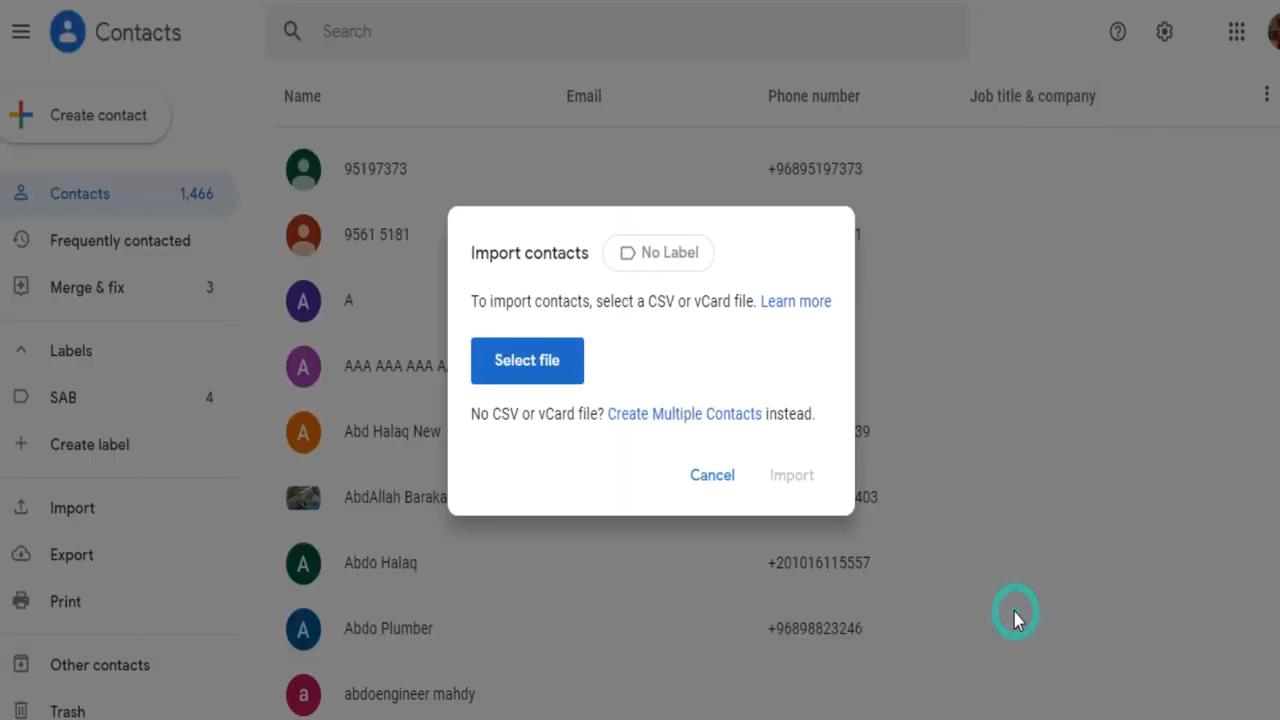 Contacts
Search
Name Email Phone number Job title & company
Create contact
Contacts 1,466
Frequently contacted
Merge & fix 3
Labels
SAB 4
Create label
Import
Export
Print
Other contacts
Trash
95197373 +96895197373
9561 5181 1
A A
A AAA AAA AAA A
A Abd Halaq New 39
AbdAllah Baraka 403
A Abdo Halaq +201016115557
A Abdo Plumber +96898823246
a abdoengineer mahdy
Import contacts No Label
To import contacts, select a CSV or vCard file. Learn more
Select file
No CSV or vCard file? Create Multiple Contacts instead.
Cancel Import